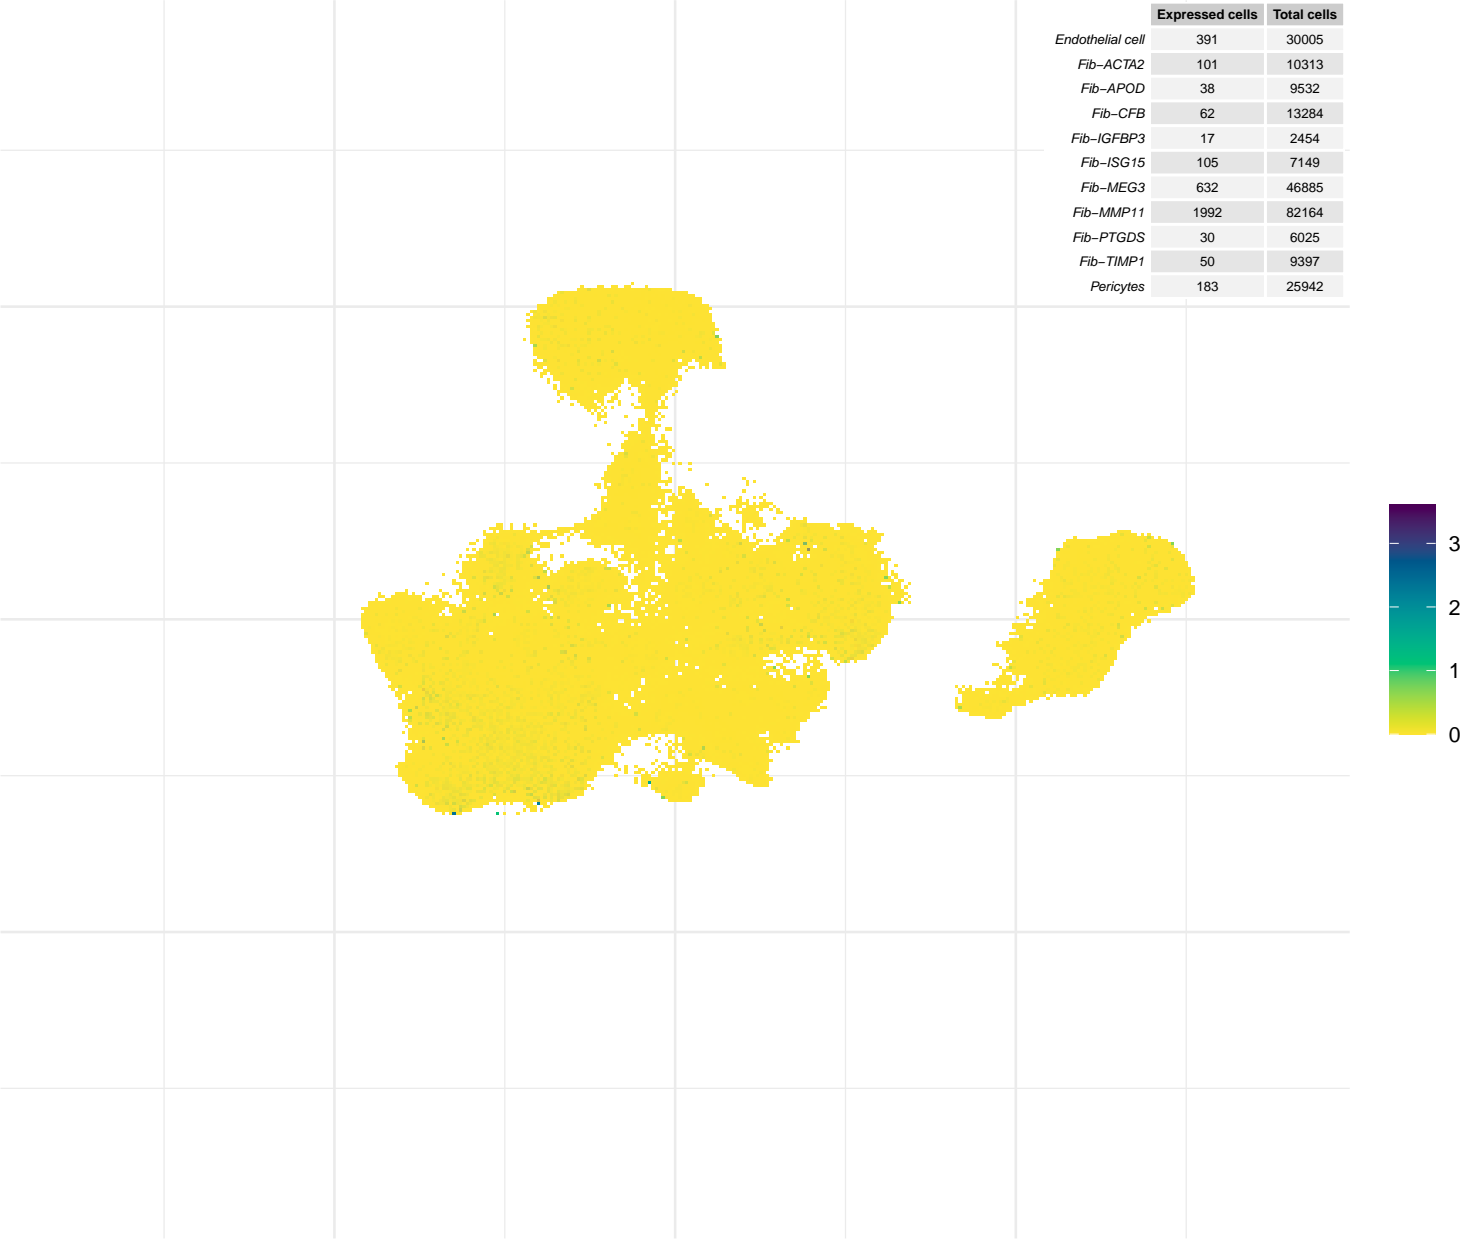 Expressed cells Total cells
Endothelial cell 391 30005
Fib−ACTA2 101 10313
Fib−APOD 38 9532
Fib−CFB 62 13284
Fib−IGFBP3 17 2454
Fib−ISG15 105 7149
Fib−MEG3 632 46885
Fib−MMP11 1992 82164
Fib−PTGDS 30 6025
Fib−TIMP1 50 9397
Pericytes 183 25942
3
2
1
0